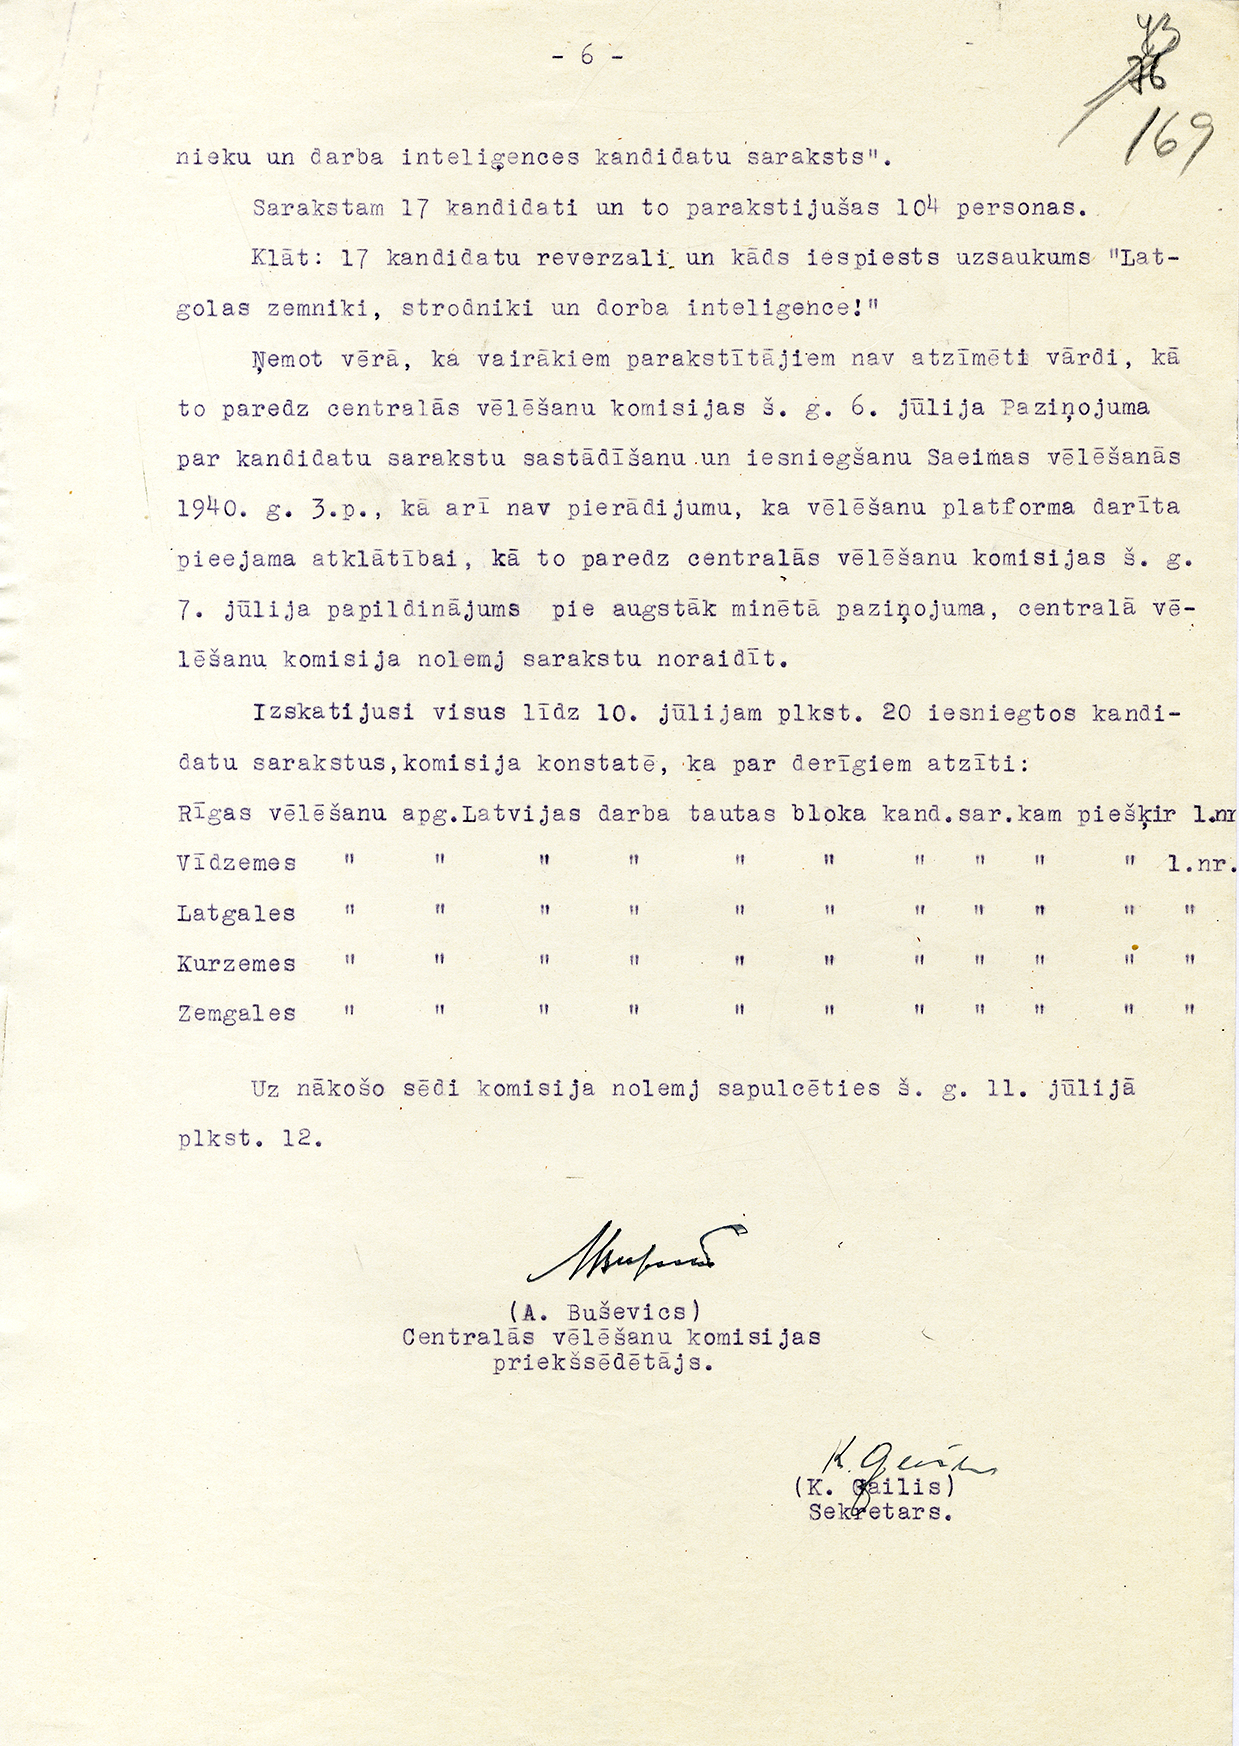 - 6 -
76
169
nieku un darba inteliģences kandidatu saraksts".
Sarakstam 17 kandidati un to parakstijušas 104 personas.
Klāt: 17 kandidatu reverzali un kāds iespiests uzsaukums "Lat-
golas zemniki, strodniki un dorba inteligence!"
Ņemot vērā, ka vairākiem parakstītājiem nav atzīmēti vārdi, kā
to paredz centralās vēlēšanu komisijas š. g. 6. jūlija Paziņojuma
par kandidatu sarakstu sastādīšanu un iesniegšanu Saeimas vēlēšanās
1940. g. 3.p., kā arī nav pierādijumu, ka vēlēšanu platforma darīta
pieejama atklātībai, kā to paredz centralās vēlēšanu komisijas š. g.
7. jūlija papildinājums pie augstāk minētā paziņojuma, centralā vē-
lēšanu komisija nolemj sarakstu noraidīt.
Izskatijusi visus līdz 10. jūlijam plkst. 20 iesniegtos kandi-
datu sarakstus,komisija konstatē, ka par derīgiem atzīti:
Rīgas vēlēšanu apg.Latvijas darba tautas bloka kand.sar.kam piešķir 1.nr
Vīdzemes " " " " " " " " " " 1.nr.
Latgales " " " " " " " " " " "
Kurzemes " " " " " " " " " " "
Zemgales " " " " " " " " " " "
Uz nākošo sēdi komisija nolemj sapulcēties š. g. 11. jūlijā
plkst. 12.
(A. Buševics)
Centralās vēlēšanu komisijas
priekšsēdētājs.
K. Gailis
(K. Gailis)
Sekretars.